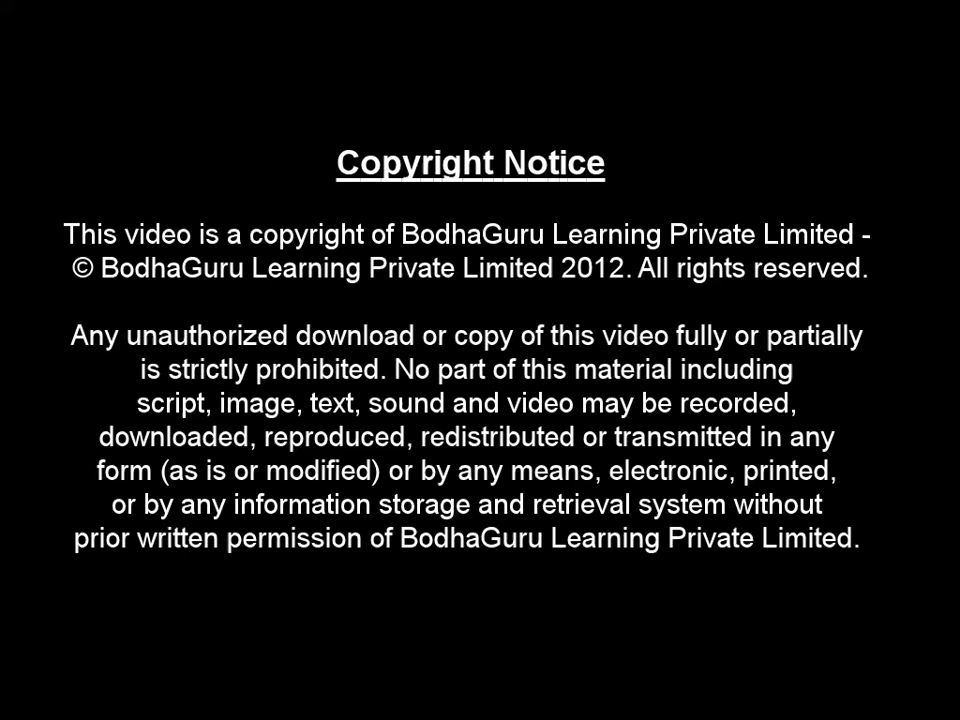 Copyright Notice
This video is a copyright of BodhaGuru Learning Private Limited -
© BodhaGuru Learning Private Limited 2012. All rights reserved.
Any unauthorized download or copy of this video fully or partially
is strictly prohibited. No part of this material including
script, image, text, sound and video may be recorded,
downloaded, reproduced, redistributed or transmitted in any
form (as is or modified) or by any means, electronic, printed,
or by any information storage and retrieval system without
prior written permission of BodhaGuru Learning Private Limited.